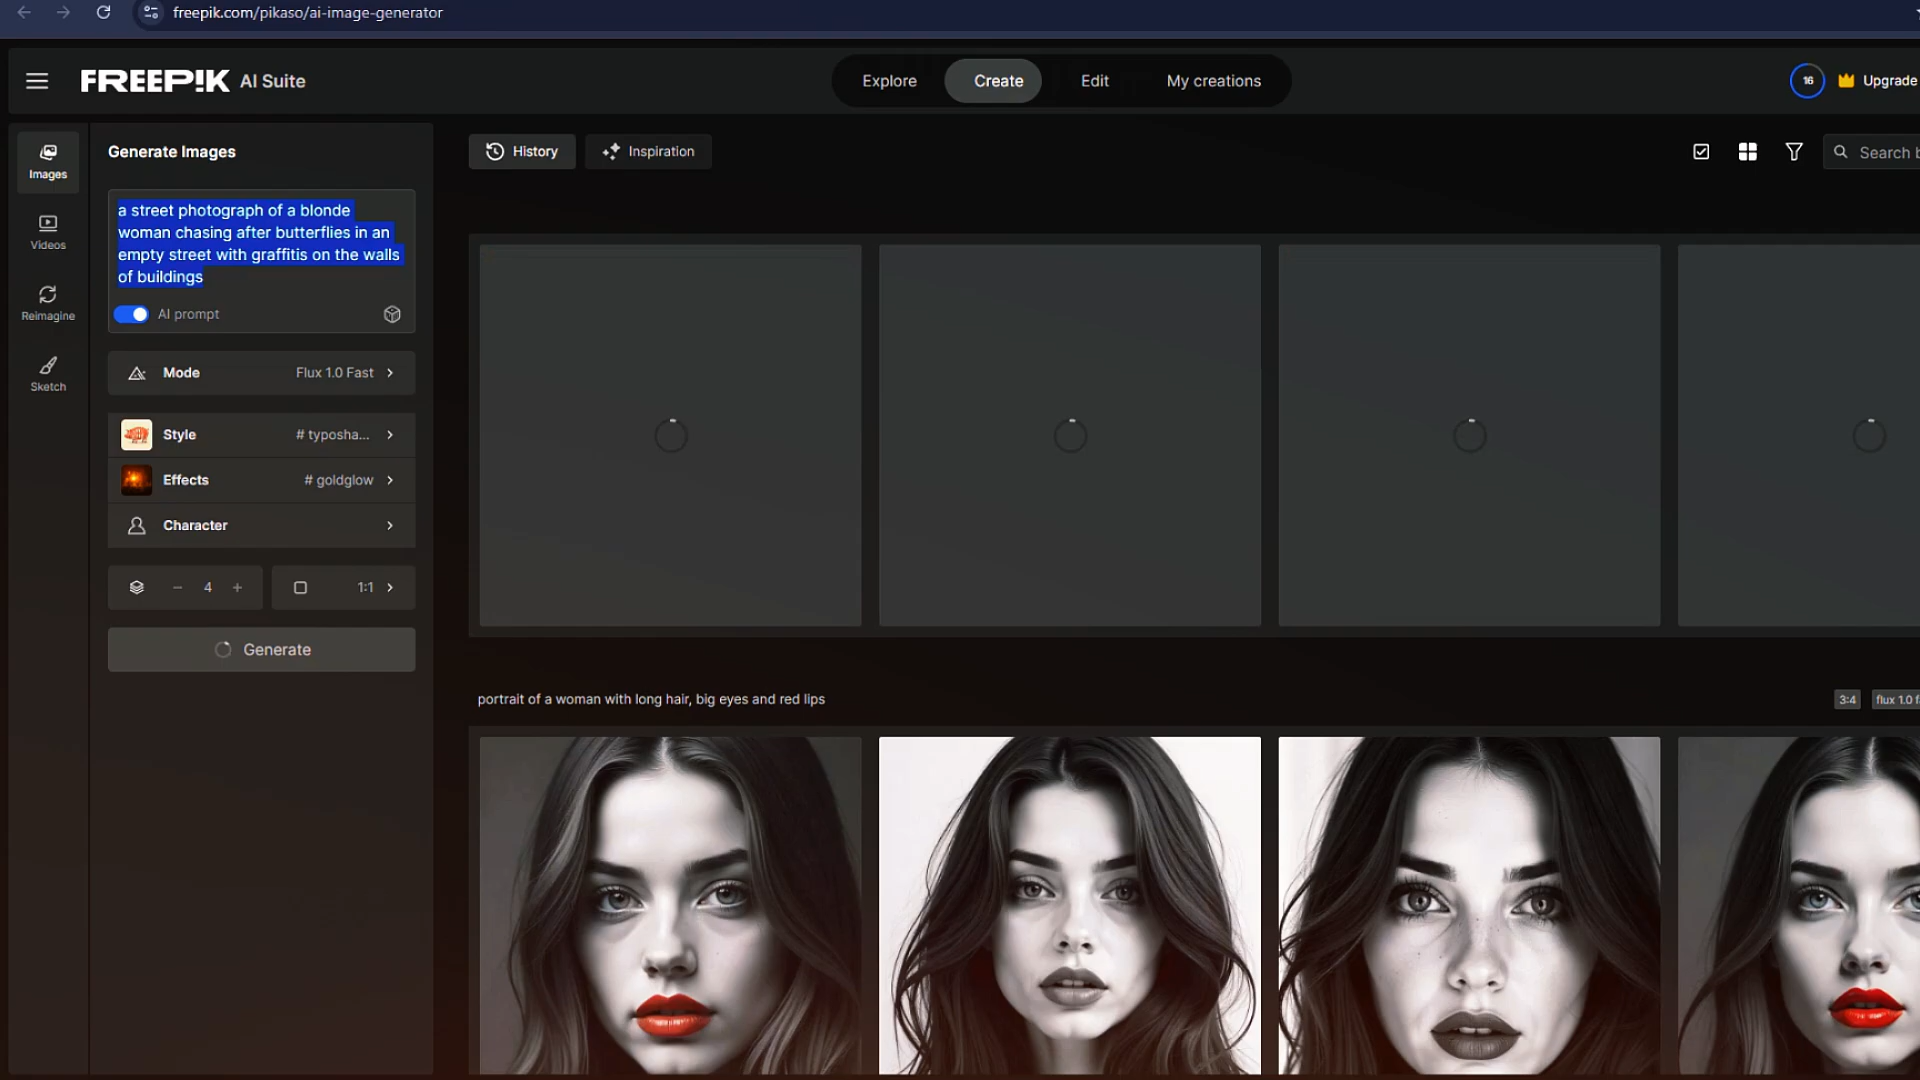 freepik.com/pikaso/ai-image-generator
FREEP!K AI Suite
Explore
Create
Edit
My creations
16
Upgrade
Images
Videos
Reimagine
Sketch
Generate Images
a street photograph of a blonde
woman chasing after butterflies in an
empty street with graffitis on the walls
of buildings
AI prompt
Mode Flux 1.0 Fast
Style # typosha...
Effects # goldglow
Character
4
1:1
Generate
History
Inspiration
Search b
portrait of a woman with long hair, big eyes and red lips
3:4
flux 1.0 f